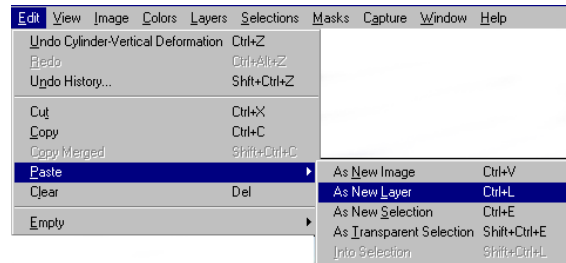 Edit View Image Colors Layers Selections Masks Capture Window Help
Undo Cylinder-Vertical Deformation Ctrl+Z
Redo Ctrl+Alt+Z
Undo History... Shft+Ctrl+Z
Cut Ctrl+X
Copy Ctrl+C
Copy Merged Shift+Ctrl+C
Paste
Clear Del
Empty
As New Image Ctrl+V
As New Layer Ctrl+L
As New Selection Ctrl+E
As Transparent Selection Shift+Ctrl+E
Into Selection Shift+Ctrl+L